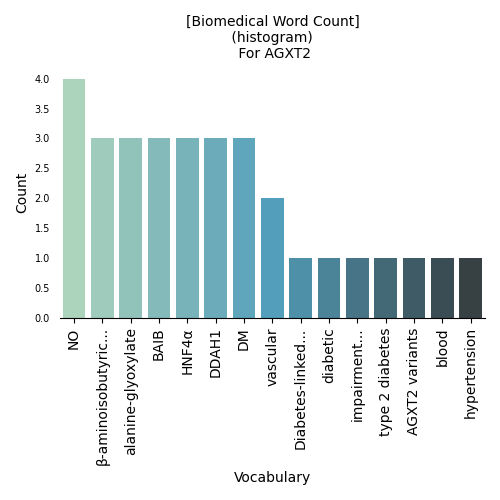 [Biomedical Word Count]
(histogram)
For AGXT2
Count
4.0
3.5
3.0
2.5
2.0
1.5
1.0
0.5
0.0
NO
β-aminoisobutyric...
alanine-glyoxylate
BAIB
HNF4α
DDAH1
DM
vascular
Diabetes-linked...
diabetic
impairment...
type 2 diabetes
AGXT2 variants
blood
hypertension
Vocabulary